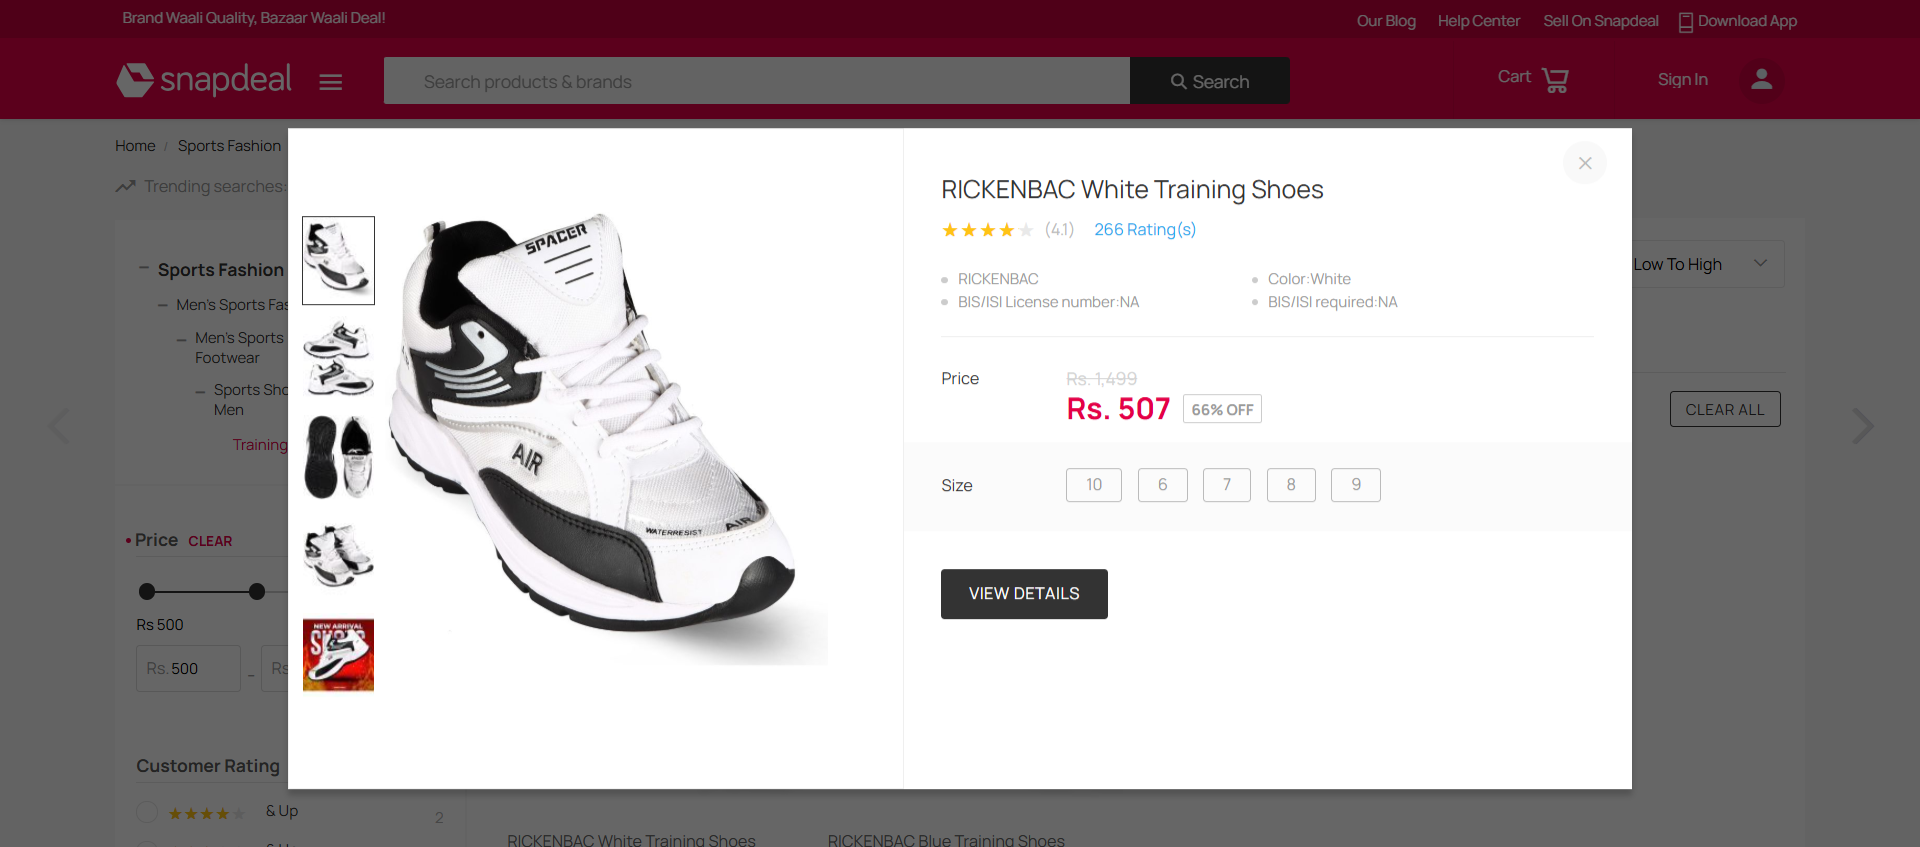 Brand Waali Quality, Bazaar Waali Deal!
Our Blog
Help Center
Sell On Snapdeal
Download App
snapdeal
Search products & brands
Search
Cart
Sign In
Home / Sports Fashion
Trending searches:
Sports Fashion
Men's Sports Fas
Men's Sports
Footwear
Sports Sho
Men
Training
Low To High
CLEAR ALL
Price CLEAR
Rs 500
Rs. 500 - Rs
Customer Rating
& Up
2
SPACER
AIR
WATERRESIST
AIR
NEW ARRIVAL
RICKENBAC White Training Shoes
(4.1) 266 Rating(s)
RICKENBAC
Color:White
BIS/ISI License number:NA
BIS/ISI required:NA
Price
Rs. 1,499
Rs. 507 66% OFF
Size
10 6 7 8 9
VIEW DETAILS
RICKENBAC White Training Shoes
RICKENBAC Blue Training Shoes